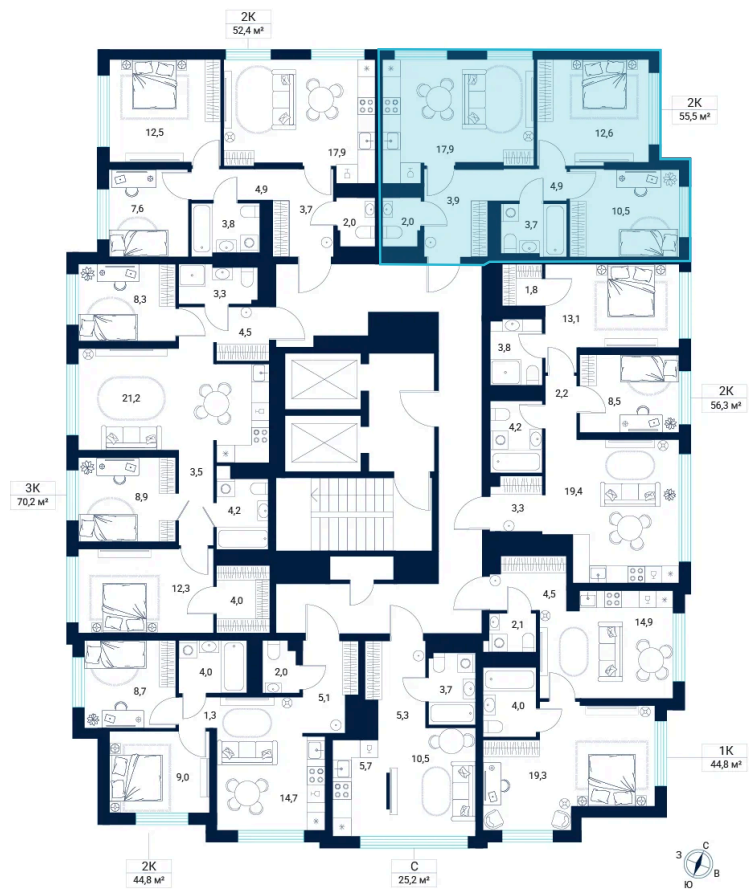 2К
52,4 м²
2К
55,5 м²
12,5
17,9
17,9
12,6
7,6
4,9
3,8
3,7
2,0
2,0
3,9
4,9
3,7
10,5
8,3
3,3
4,5
1,8
13,1
3,8
21,2
2,2
8,5
2К
56,3 м²
4,2
3К
70,2 м²
8,9
3,5
4,2
19,4
3,3
12,3
4,0
4,5
2,1
14,9
8,7
4,0
2,0
5,1
5,3
3,7
4,0
1,3
9,0
14,7
5,7
10,5
19,3
1К
44,8 м²
2К
44,8 м²
С
25,2 м²
С
З
В
Ю